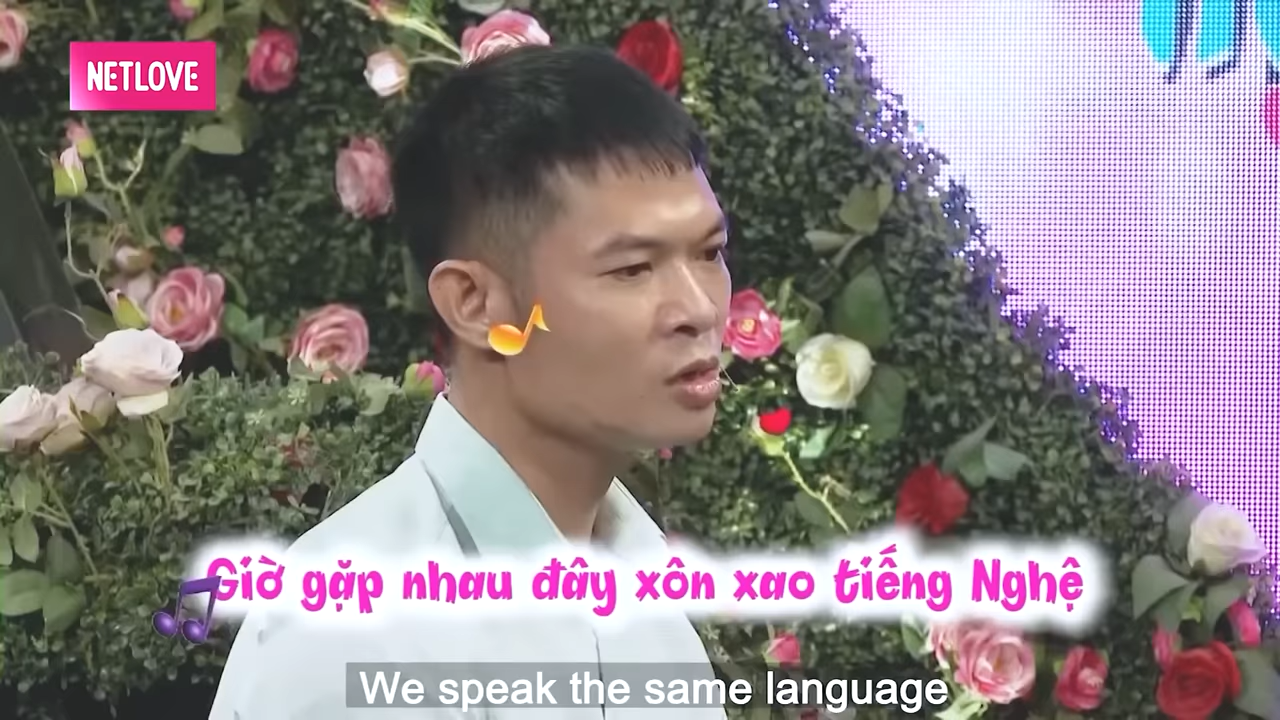 NETLOVE
Giờ gặp nhau đây xôn xao tiếng Nghệ
We speak the same language